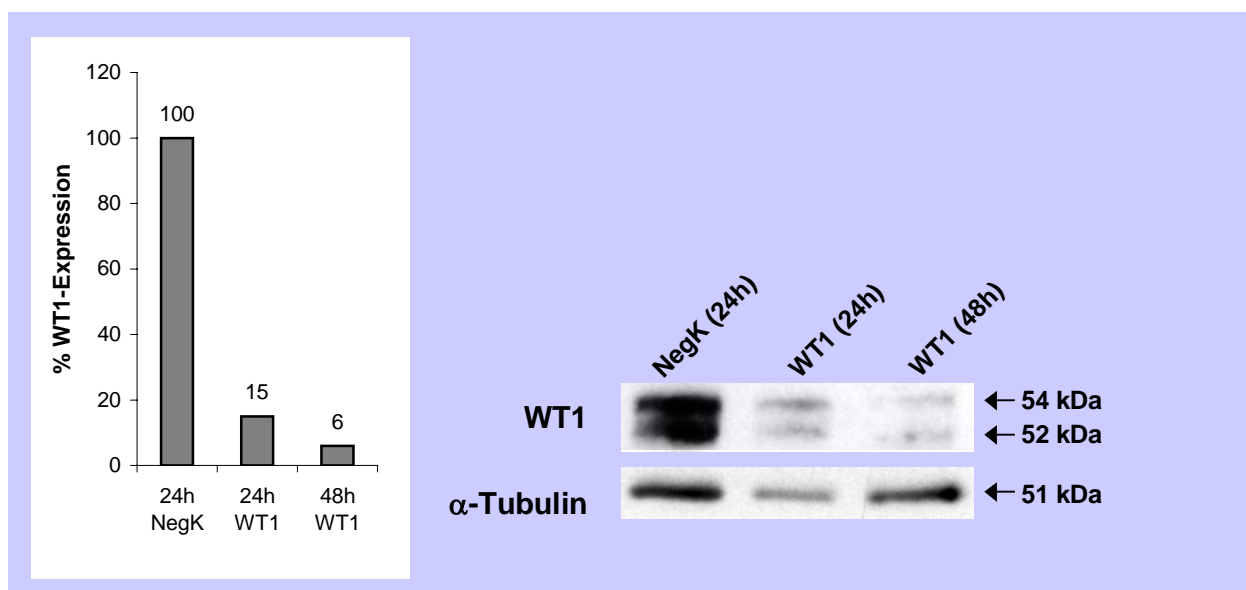 % WT1-Expression
120
100
80
60
40
20
0
100
15
6
24h
NegK
24h
WT1
48h
WT1
NegK (24h)
WT1 (24h)
WT1 (48h)
WT1
54 kDa
52 kDa
α-Tubulin
51 kDa